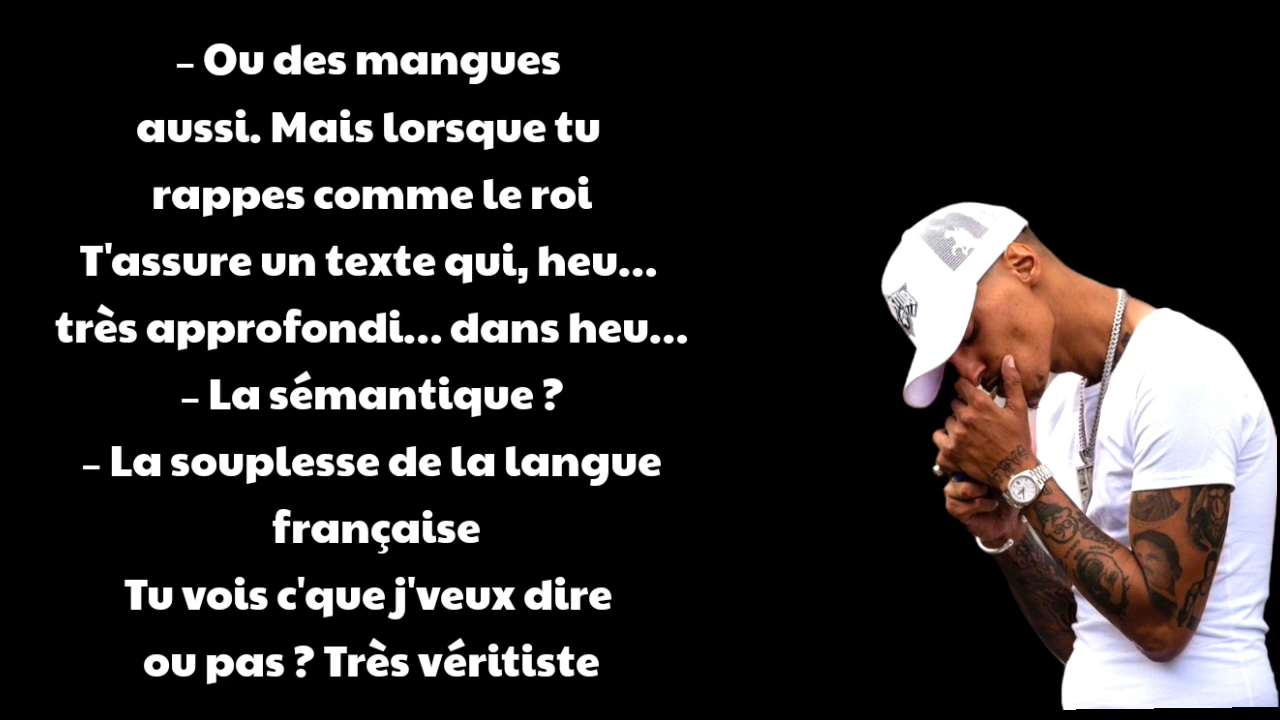 – Ou des mangues
aussi. Mais lorsque tu
rappes comme le roi
T'assure un texte qui, heu...
très approfondi... dans heu...
– La sémantique ?
– La souplesse de la langue
française
Tu vois c'que j'veux dire
ou pas ? Très véritiste